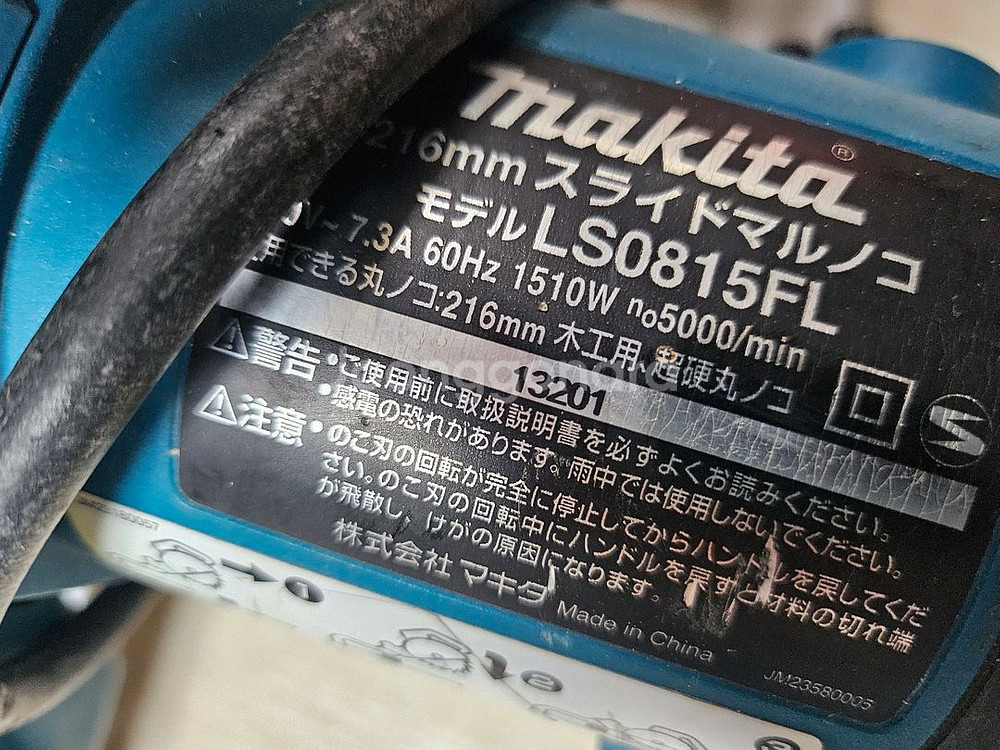 makita®
216mm スライドマルノコ
モデル LS0815FL
V~ 7.3A 60Hz 1510W n₀5000/min
用できる丸ノコ:216mm 木工用、超硬丸ノコ
13201
警告 •ご使用前に取扱説明書を必ずよくお読みください。
•感電の恐れがあります。雨中では使用しないでください。
注意 •のこ刃の回転が完全に停止してからハンドルを戻してくだ
さい。のこ刃の回転中にハンドルを戻すと材料の切れ端
が飛散し、けがの原因になります。
株式会社 マキタ Made in China
JM23580005
1
2
3